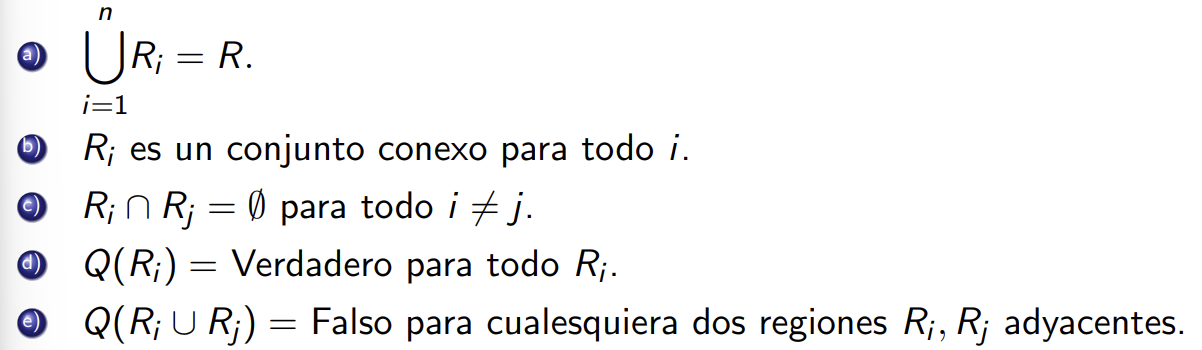 a) $\bigcup_{i=1}^{n} R_i = R.$
b) $R_i$ es un conjunto conexo para todo $i$.
c) $R_i \cap R_j = \emptyset$ para todo $i \neq j$.
d) $Q(R_i) =$ Verdadero para todo $R_i$.
e) $Q(R_i \cup R_j) =$ Falso para cualesquiera dos regiones $R_i, R_j$ adyacentes.